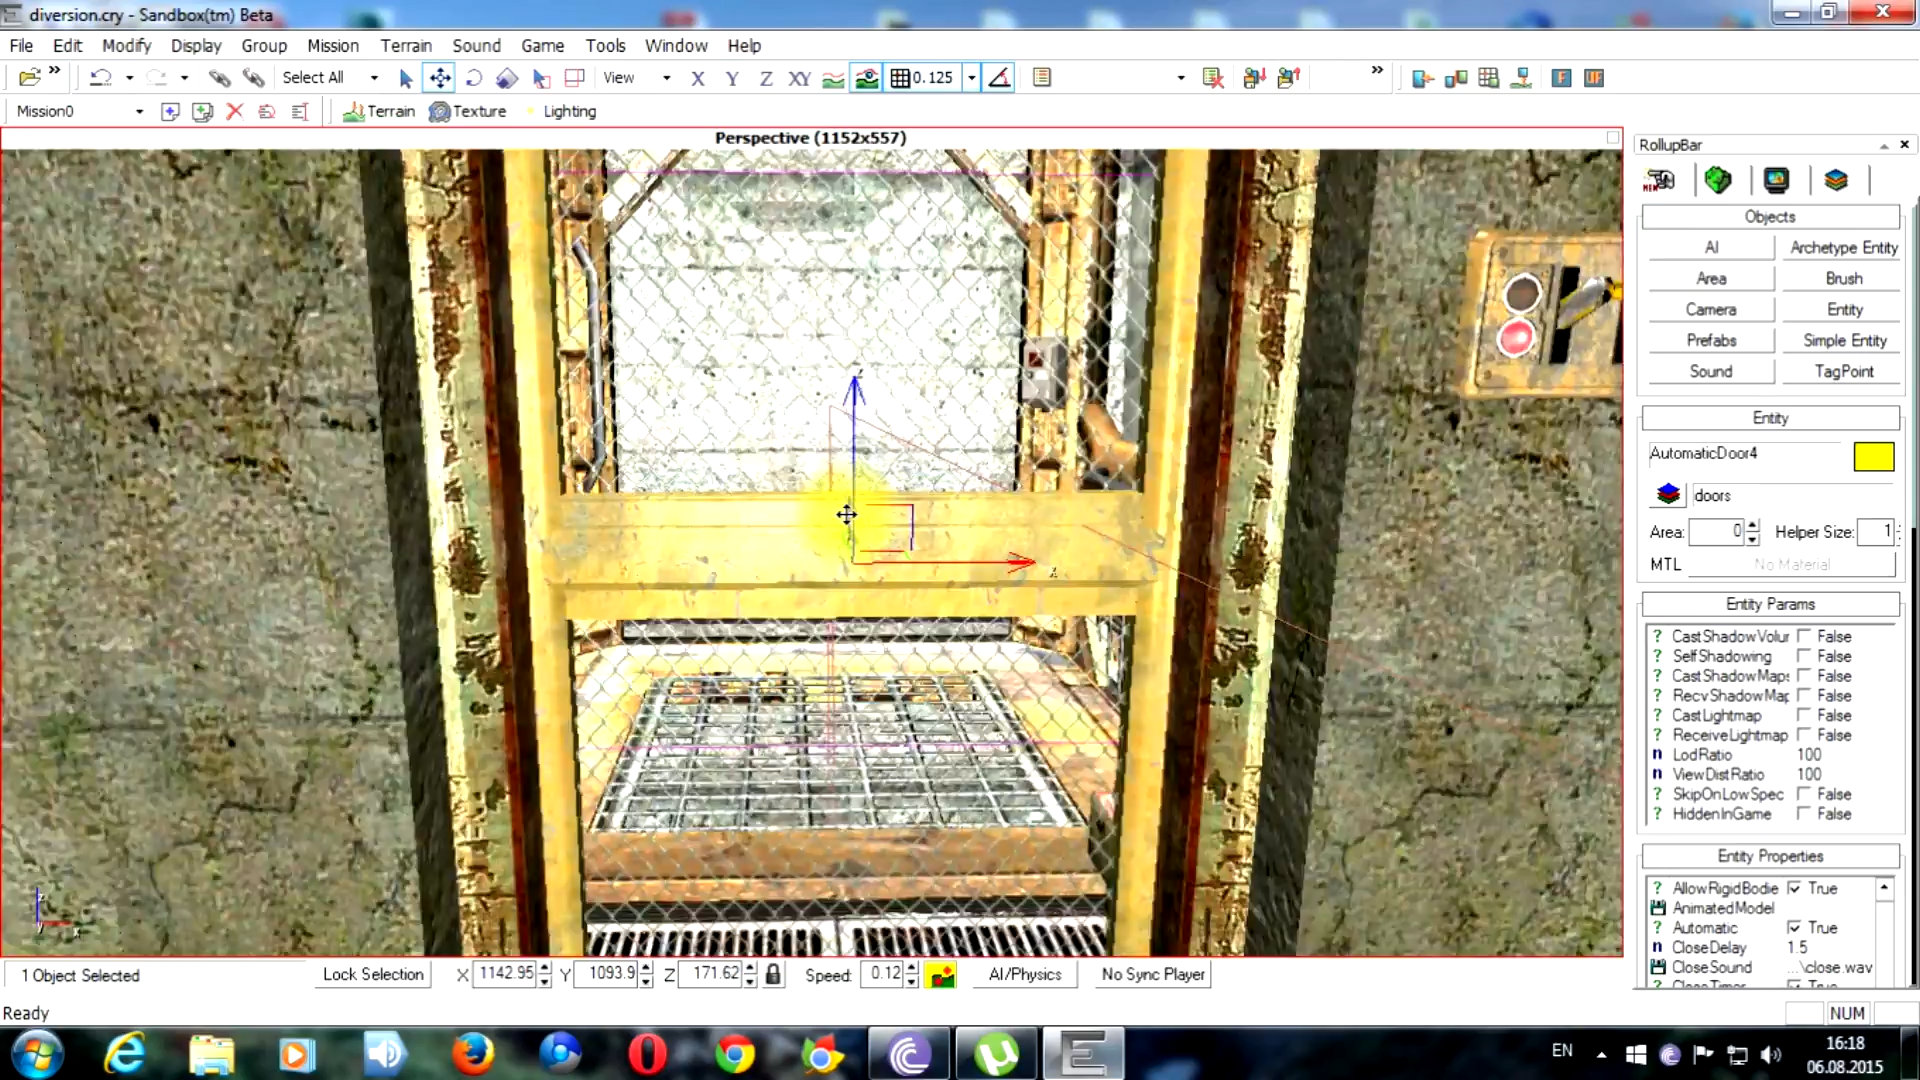 diversion.cry - Sandbox(tm) Beta
File Edit Modify Display Group Mission Terrain Sound Game Tools Window Help
Select All View X Y Z XY 0.125 F UF
Mission0 Terrain Texture Lighting
Perspective (1152x557)
RollupBar
Objects
AI Archetype Entity
Area Brush
Camera Entity
Prefabs Simple Entity
Sound TagPoint
Entity
AutomaticDoor4
doors
Area: 0 Helper Size: 1
MTL No Material
Entity Params
? CastShadowVolur False
? SelfShadowing False
? CastShadowMaps False
? RecvShadowMap False
? CastLightmap False
? ReceiveLightmap False
n LodRatio 100
n ViewDistRatio 100
? SkipOnLowSpec False
? HiddenInGame False
Entity Properties
? AllowRigidBodie True
AnimatedModel
? Automatic True
n CloseDelay 1.5
CloseSound ...\close.wav
? CloseTimer True
z
x
z
y x
1 Object Selected Lock Selection X 1142.95 Y 1093.9 Z 171.62 Speed: 0.12 AI/Physics No Sync Player
Ready NUM
EN 16:18
06.08.2015